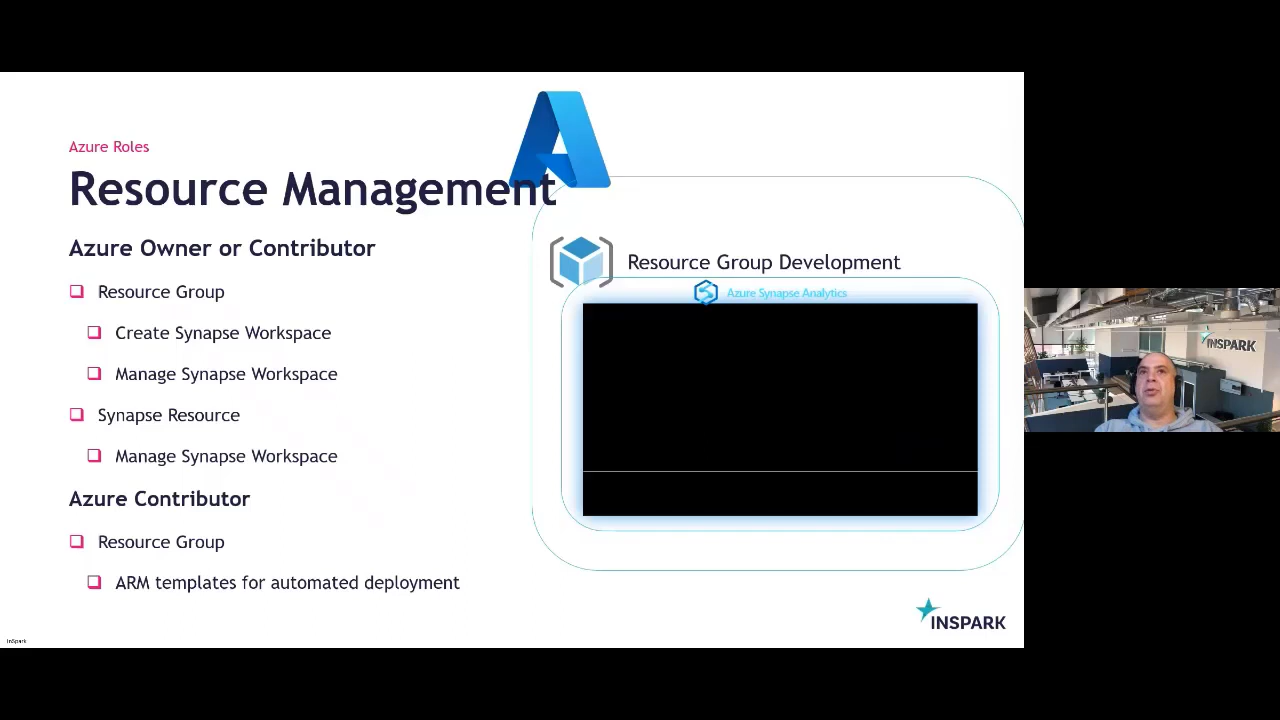 Azure Roles
Resource Management
Azure Owner or Contributor
Resource Group
Create Synapse Workspace
Manage Synapse Workspace
Synapse Resource
Manage Synapse Workspace
Azure Contributor
Resource Group
ARM templates for automated deployment
Resource Group Development
Azure Synapse Analytics
INSPARK
InSpark
INSPARK